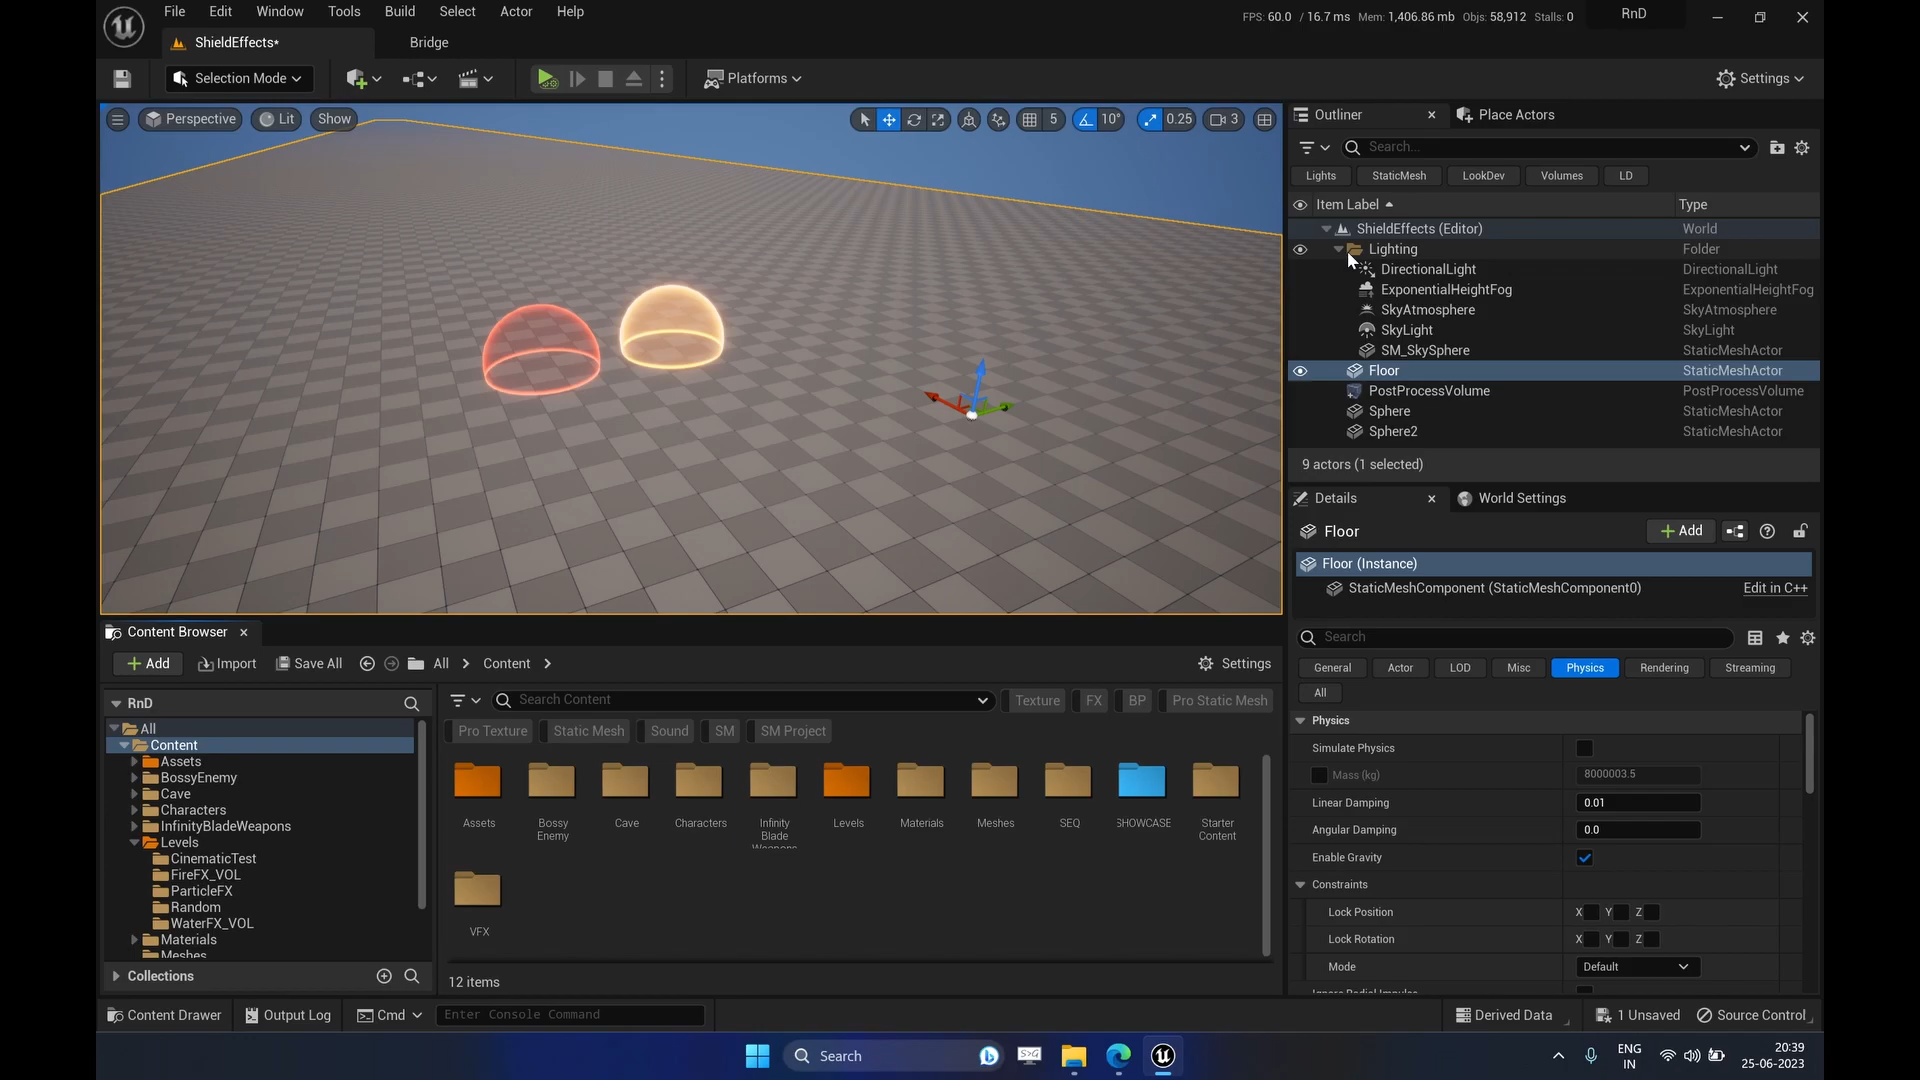 File Edit Window Tools Build Select Actor Help
FPS: 60.0 / 16.7 ms Mem: 1,406.86 mb Objs: 58,912 Stalls: 0
RnD
ShieldEffects*
Bridge
Selection Mode
Platforms
Settings
Perspective Lit Show
5 10° 0.25 3
Outliner
Place Actors
Search...
Lights StaticMesh LookDev Volumes LD
Item Label Type
ShieldEffects (Editor) World
Lighting Folder
DirectionalLight DirectionalLight
ExponentialHeightFog ExponentialHeightFog
SkyAtmosphere SkyAtmosphere
SkyLight SkyLight
SM_SkySphere StaticMeshActor
Floor StaticMeshActor
PostProcessVolume PostProcessVolume
Sphere StaticMeshActor
Sphere2 StaticMeshActor
9 actors (1 selected)
Details
World Settings
Floor
Add
Floor (Instance)
StaticMeshComponent (StaticMeshComponent0) Edit in C++
Search
General Actor LOD Misc Physics Rendering Streaming
All
Physics
Simulate Physics
Mass (kg) 8000003.5
Linear Damping 0.01
Angular Damping 0.0
Enable Gravity
Constraints
Lock Position X Y Z
Lock Rotation X Y Z
Mode Default
Ignore Radial Impulse
Content Browser
Add Import Save All All Content Settings
RnD
All
Content
Assets
BossyEnemy
Cave
Characters
InfinityBladeWeapons
Levels
CinematicTest
FireFX_VOL
ParticleFX
Random
WaterFX_VOL
Materials
Meshes
Collections
Search Content
Texture FX BP Pro Static Mesh
Pro Texture Static Mesh Sound SM SM Project
Assets
Bossy
Enemy
Cave
Characters
Infinity
Blade
Weapons
Levels
Materials
Meshes
SEQ
SHOWCASE
Starter
Content
VFX
12 items
Content Drawer Output Log Cmd Enter Console Command
Derived Data 1 Unsaved Source Control
Search
ENG
IN
20:39
25-06-2023